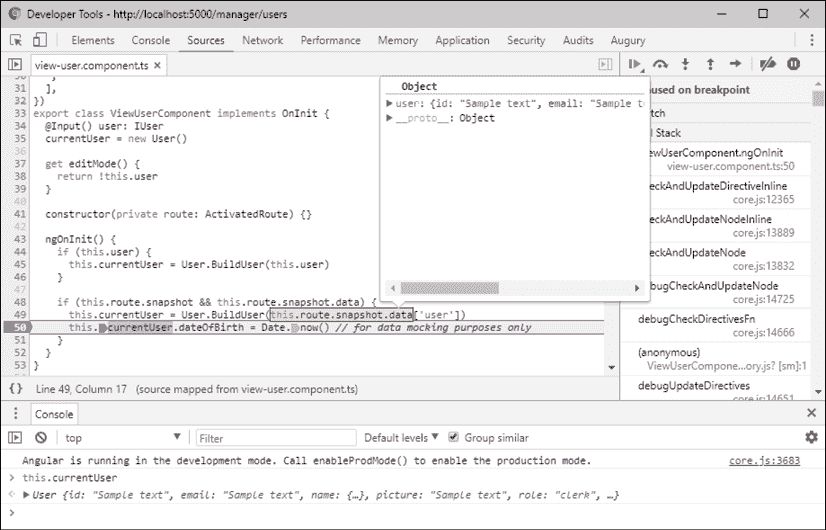 Developer Tools - http://localhost:5000/manager/users
Elements Console Sources Network Performance Memory Application Security Audits Augury
view-user.component.ts ×
30 ,
31 ],
32 })
33 export class ViewUserComponent implements OnInit {
34 @Input() user: IUser
35 currentUser = new User()
36
37 get editMode() {
38 return !this.user
39 }
40
41 constructor(private route: ActivatedRoute) {}
42
43 ngOnInit() {
44 if (this.user) {
45 this.currentUser = User.BuildUser(this.user)
46 }
47
48 if (this.route.snapshot && this.route.snapshot.data) {
49 this.currentUser = User.BuildUser(this.route.snapshot.data['user'])
50 this.currentUser.dateOfBirth = Date.now() // for data mocking purposes only
51 }
52 }
53 }
Object
▶ user: {id: "Sample text", email: "Sample t
▶ __proto__: Object
aused on breakpoint
tch
l Stack
ewUserComponent.ngOnInit
view-user.component.ts:50
eckAndUpdateDirectiveInline
core.js:12365
eckAndUpdateNodeInline
core.js:13889
eckAndUpdateNode
core.js:13832
ebugCheckAndUpdateNode
core.js:14725
debugCheckDirectivesFn
core.js:14666
(anonymous)
ViewUserCompone…ory.js? [sm]:1
debugUpdateDirectives
core.js:14651
{} Line 49, Column 17 (source mapped from view-user.component.ts)
Console
top ▼ Filter Default levels ▼ Group similar
Angular is running in the development mode. Call enableProdMode() to enable the production mode. core.js:3683
> this.currentUser
< ▶ User {id: "Sample text", email: "Sample text", name: {…}, picture: "Sample text", role: "clerk", …}
>